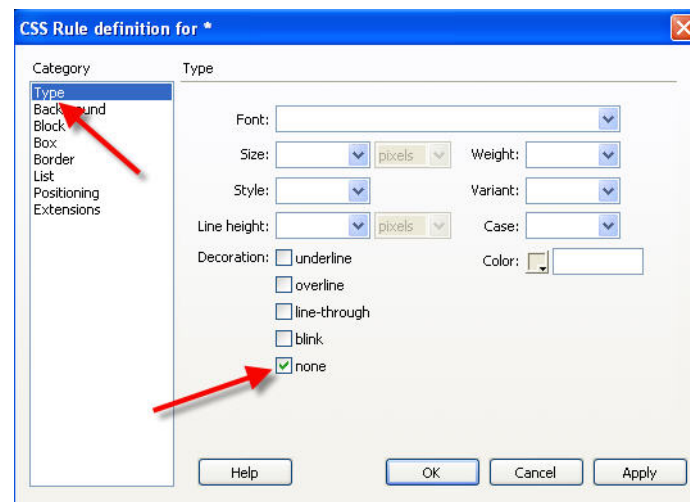 CSS Rule definition for *
Category
Type
Background
Block
Box
Border
List
Positioning
Extensions
Type
Font:
Size: pixels Weight:
Style: Variant:
Line height: pixels Case:
Decoration: underline Color:
overline
line-through
blink
none
Help OK Cancel Apply